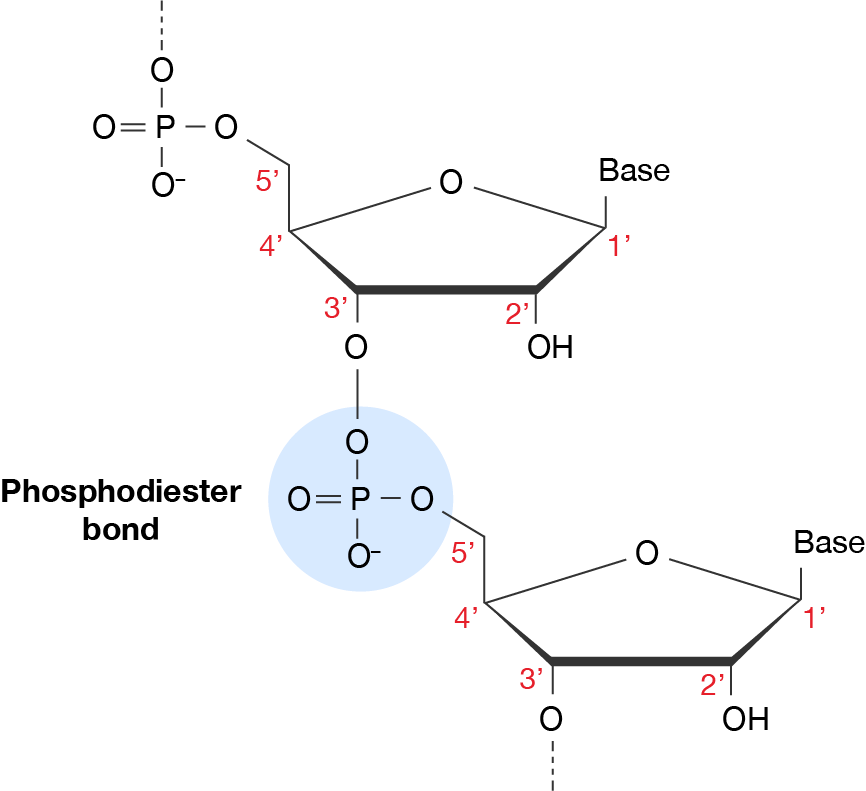 O
O=P–O
O–
5’
O
Base
4’
1’
3’
2’
O
OH
O
Phosphodiester
bond
O=P–O
O–
5’
O
Base
4’
1’
3’
2’
O
OH